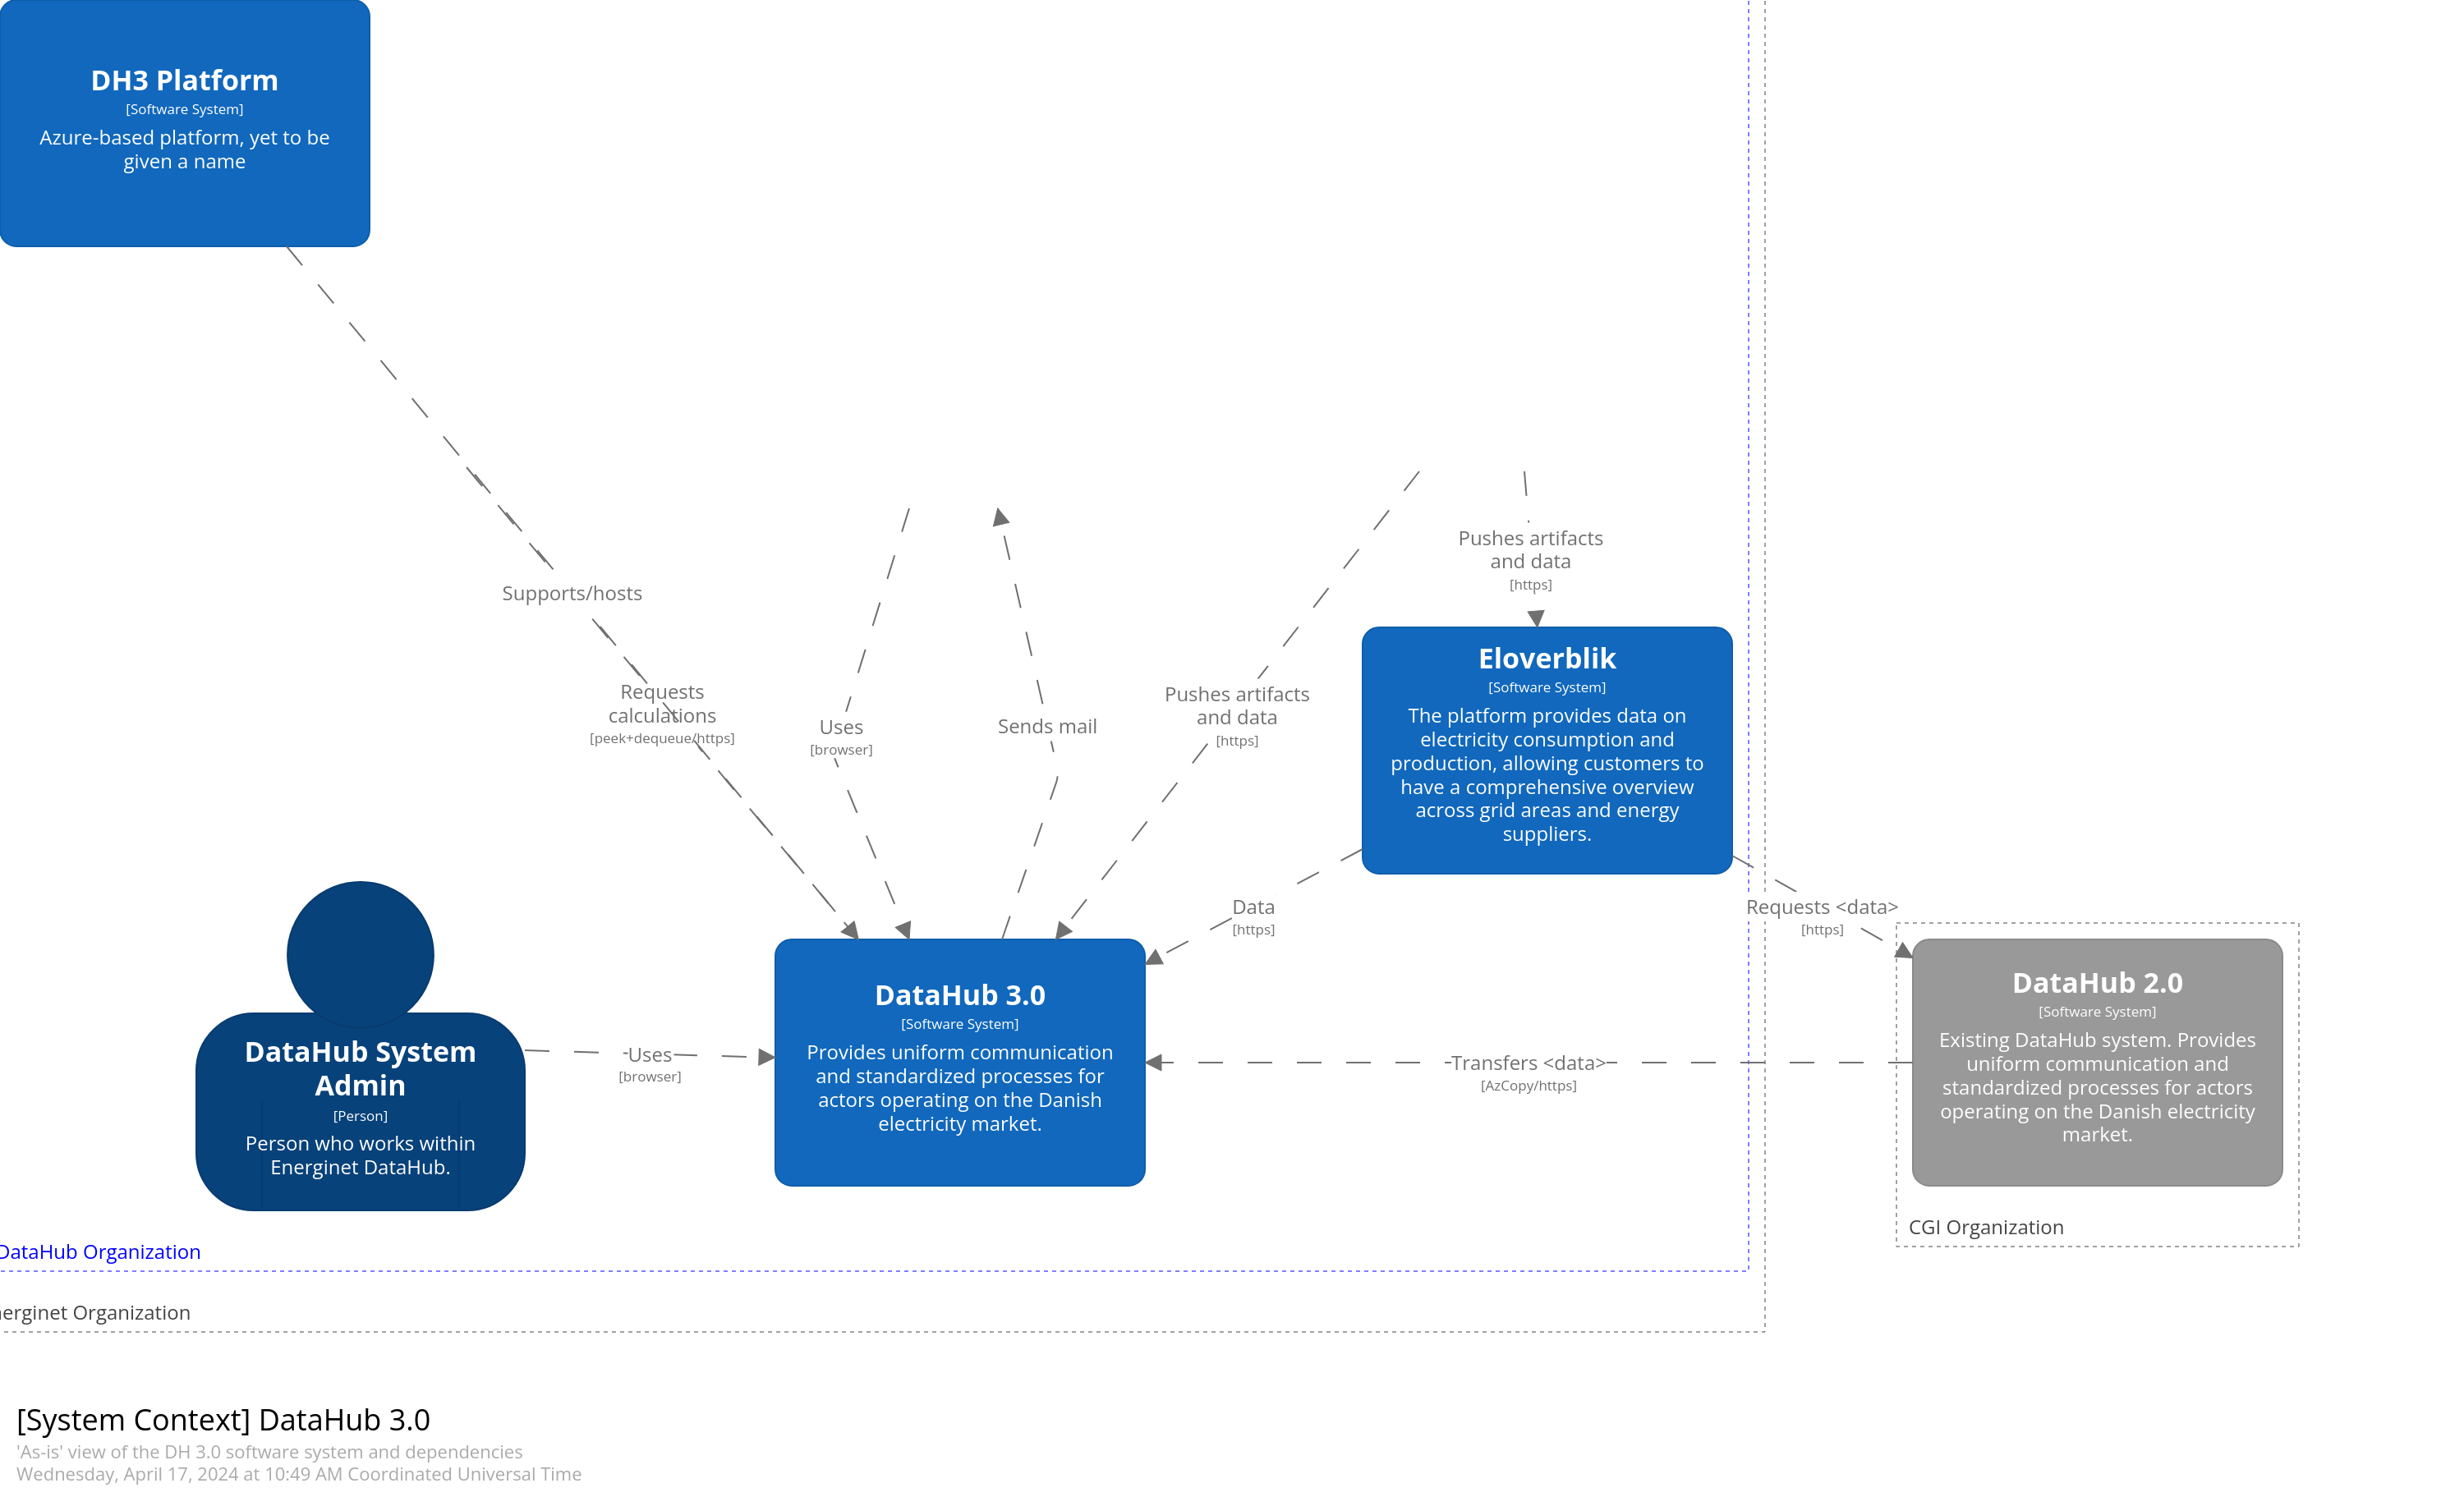 DH3 Platform
[Software System]
Azure-based platform, yet to be
given a name
Supports/hosts
Requests
calculations
[peek+dequeue/https]
Uses
[browser]
Sends mail
Pushes artifacts
and data
[https]
Pushes artifacts
and data
[https]
Eloverblik
[Software System]
The platform provides data on
electricity consumption and
production, allowing customers to
have a comprehensive overview
across grid areas and energy
suppliers.
Data
[https]
Requests <data>
[https]
DataHub System
Admin
[Person]
Person who works within
Energinet DataHub.
Uses
[browser]
DataHub 3.0
[Software System]
Provides uniform communication
and standardized processes for
actors operating on the Danish
electricity market.
Transfers <data>
[AzCopy/https]
DataHub 2.0
[Software System]
Existing DataHub system. Provides
uniform communication and
standardized processes for actors
operating on the Danish electricity
market.
CGI Organization
DataHub Organization
nerginet Organization
[System Context] DataHub 3.0
'As-is' view of the DH 3.0 software system and dependencies
Wednesday, April 17, 2024 at 10:49 AM Coordinated Universal Time